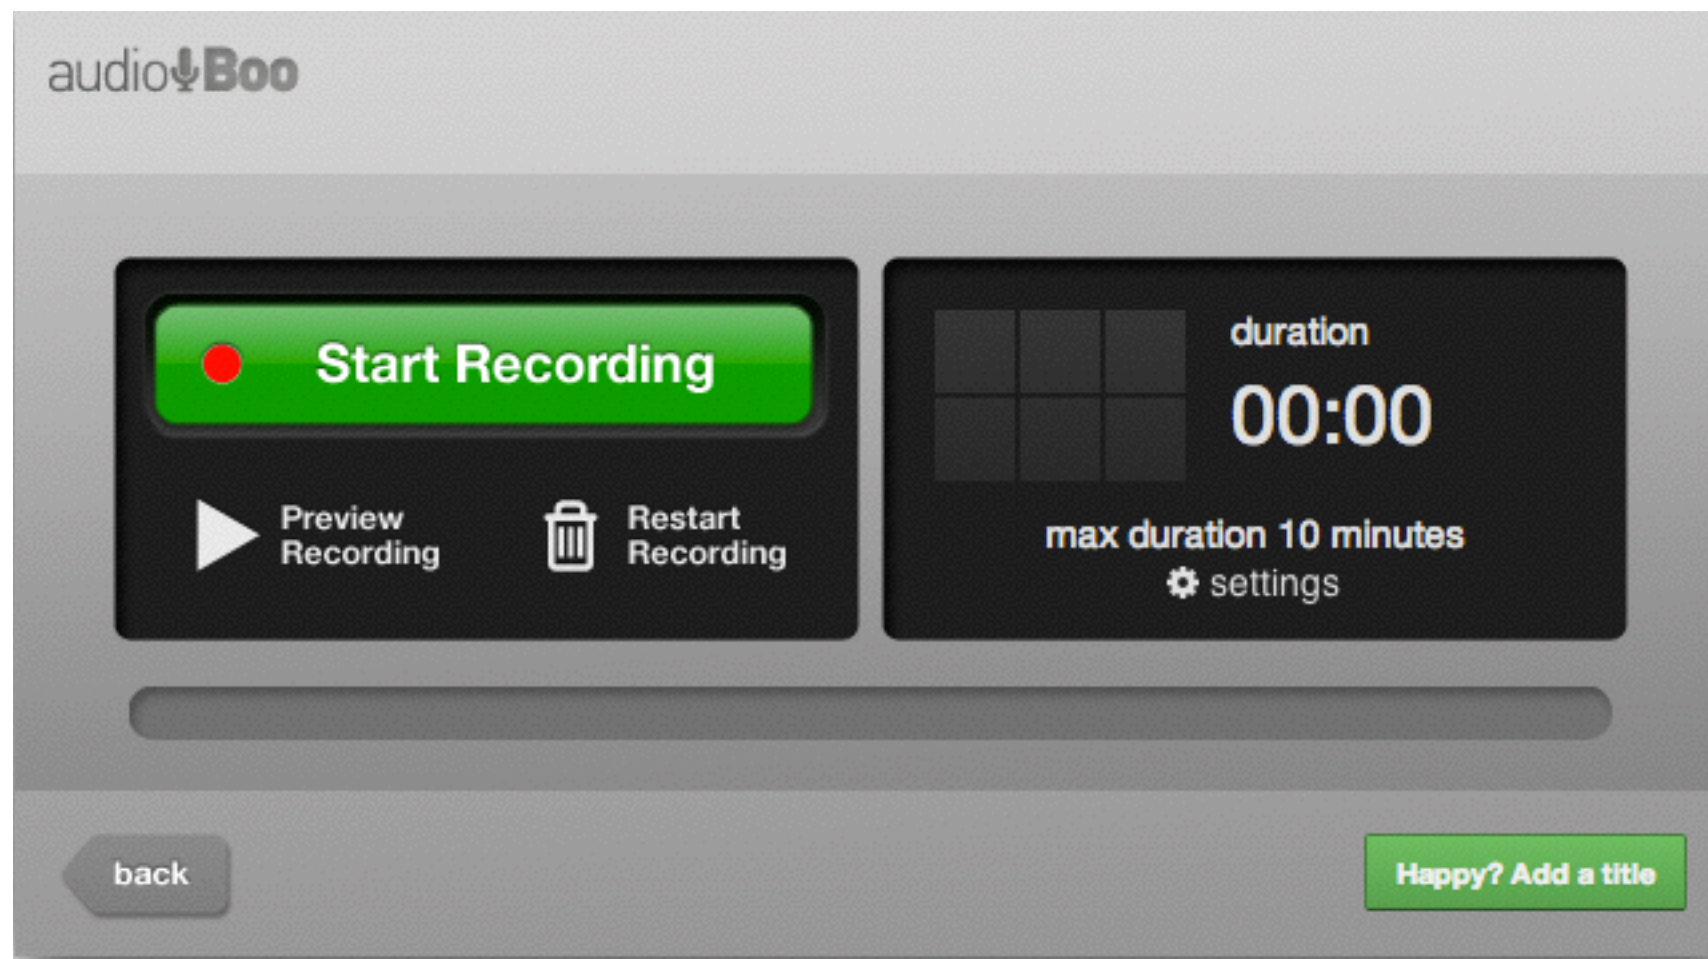 audioBoo
Start Recording
Preview
Recording
Restart
Recording
duration
00:00
max duration 10 minutes
settings
back
Happy? Add a title